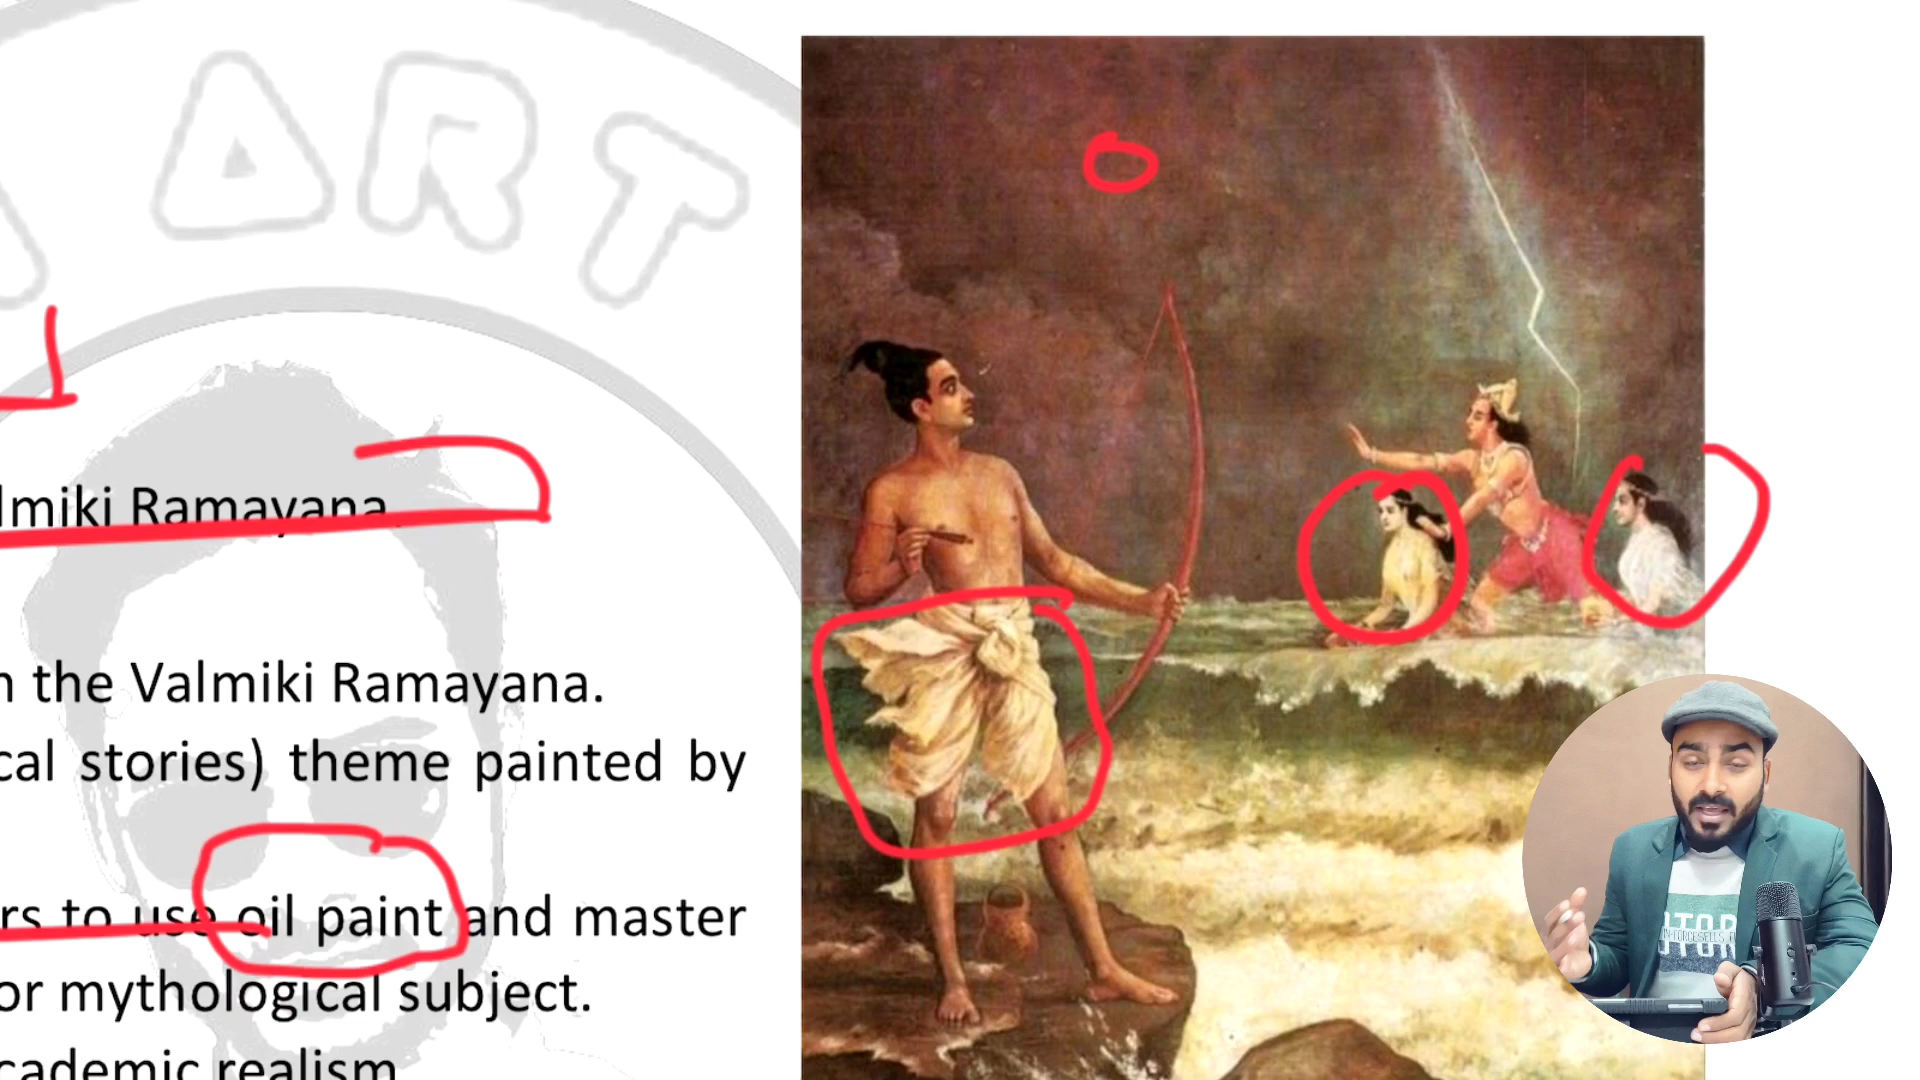 ART
lmiki Ramayana.
the Valmiki Ramayana.
cal stories) theme painted by
rs to use oil paint and master
or mythological subject.
cademic realism